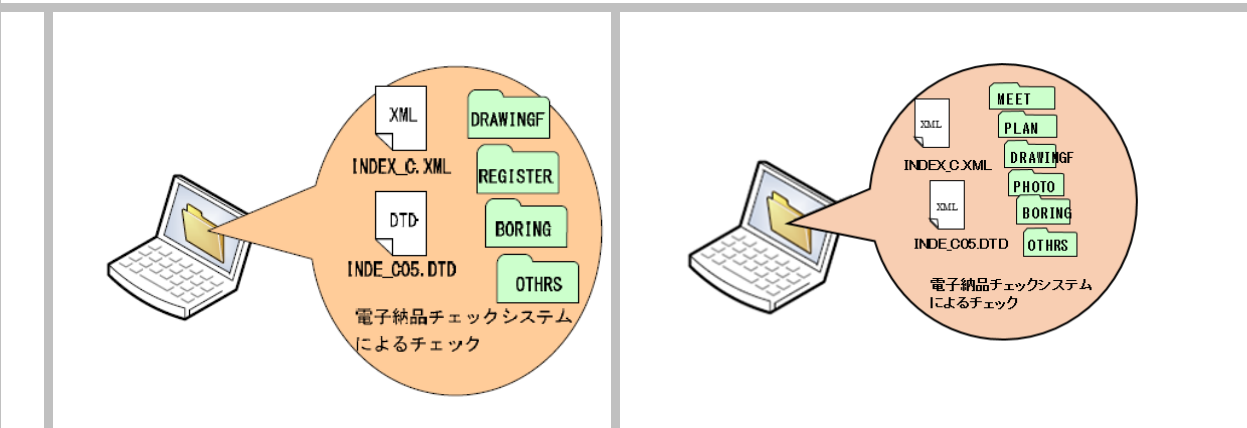 XML
INDEX_C.XML
DTD
INDE_C05.DTD
DRAWINGF
REGISTER
BORING
OTHRS
電子納品チェックシステム
によるチェック
XML
INDEX_C.XML
XML
INDE_C05.DTD
MEET
PLAN
DRAWINGF
PHOTO
BORING
OTHRS
電子納品チェックシステム
によるチェック